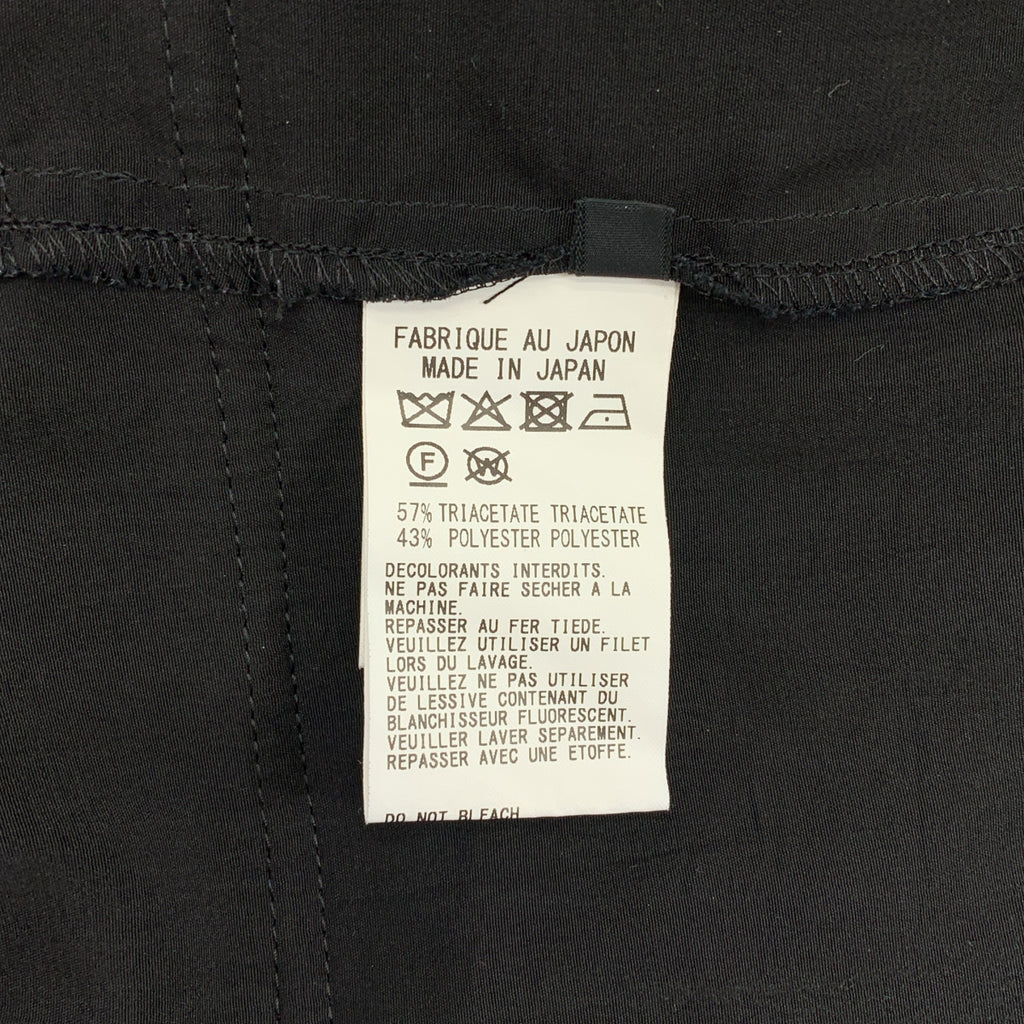 FABRIQUE AU JAPON
MADE IN JAPAN
F W
57% TRIACETATE TRIACETATE
43% POLYESTER POLYESTER
DECOLORANTS INTERDITS.
NE PAS FAIRE SECHER A LA
MACHINE.
REPASSER AU FER TIEDE.
VEUILLEZ UTILISER UN FILET
LORS DU LAVAGE.
VEUILLEZ NE PAS UTILISER
DE LESSIVE CONTENANT DU
BLANCHISSEUR FLUORESCENT.
VEUILLER LAVER SEPAREMENT.
REPASSER AVEC UNE ETOFFE.
DO NOT BLEACH